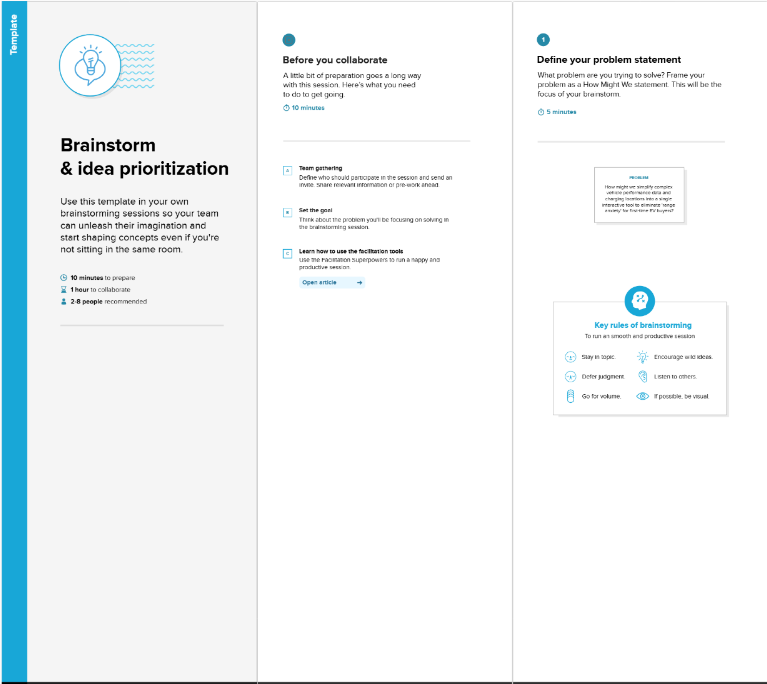 Template
Brainstorm
& idea prioritization
Use this template in your own
brainstorming sessions so your team
can unleash their imagination and
start shaping concepts even if you're
not sitting in the same room.
10 minutes to prepare
1 hour to collaborate
2-8 people recommended
Before you collaborate
A little bit of preparation goes a long way
with this session. Here's what you need
to do to get going.
10 minutes
A
Team gathering
Define who should participate in the session and send an
invite. Share relevant information or pre-work ahead.
B
Set the goal
Think about the problem you'll be focusing on solving in
the brainstorming session.
C
Learn how to use the facilitation tools
Use the Facilitation Superpowers to run a happy and
productive session.
Open article
1
Define your problem statement
What problem are you trying to solve? Frame your
problem as a How Might We statement. This will be the
focus of your brainstorm.
5 minutes
PROBLEM
How might we simplify complex
vehicle performance data and
charging locations into a single
interactive tool to eliminate 'range
anxiety' for first-time EV buyers?
Key rules of brainstorming
To run an smooth and productive session
Stay in topic.
Encourage wild ideas.
Defer judgment.
Listen to others.
Go for volume.
If possible, be visual.